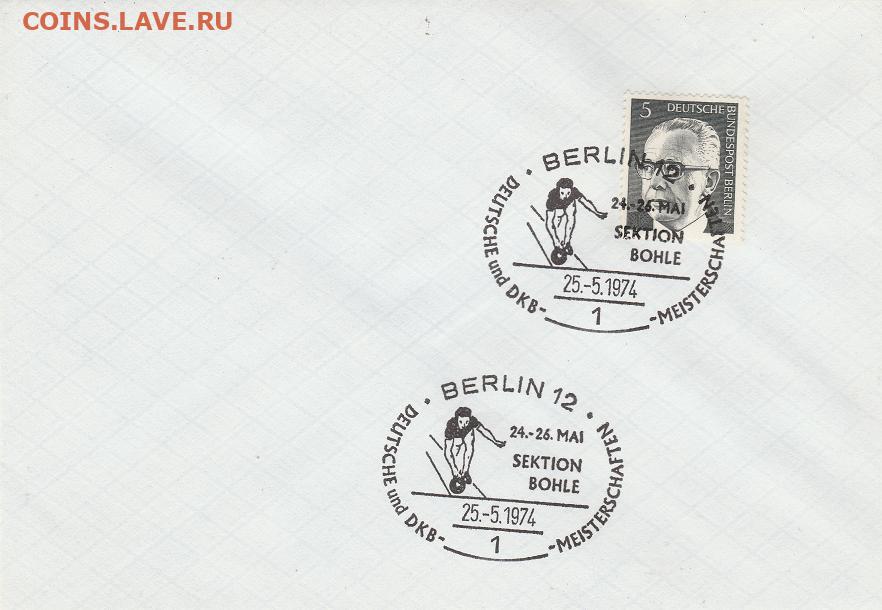 COINS.LAVE.RU
5 DEUTSCHE
BUNDESPOST BERLIN
• BERLIN 12 •
DEUTSCHE und DKB-
-MEISTERSCHAFTEN
24.-26. MAI
SEKTION
BOHLE
25.-5.1974
1
• BERLIN 12 •
DEUTSCHE und DKB-
-MEISTERSCHAFTEN
24.-26. MAI
SEKTION
BOHLE
25.-5.1974
1